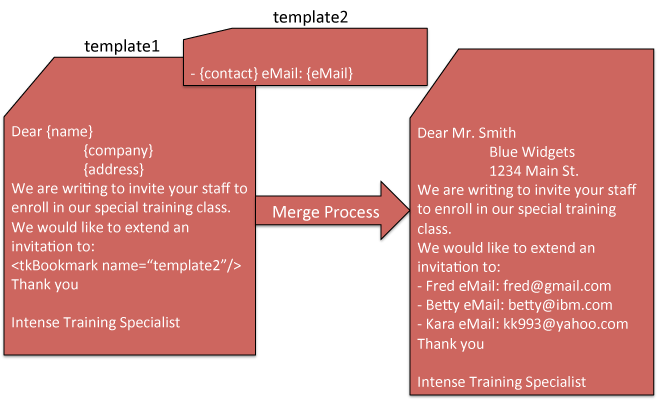 template2
template1
- {contact} eMail: {eMail}
Dear {name}
{company}
{address}
We are writing to invite your staff to
enroll in our special training class.
We would like to extend an
invitation to:
<tkBookmark name=“template2”/>
Thank you
Intense Training Specialist
Merge Process
Dear Mr. Smith
Blue Widgets
1234 Main St.
We are writing to invite your staff
to enroll in our special training
class.
We would like to extend an
invitation to:
- Fred eMail: fred@gmail.com
- Betty eMail: betty@ibm.com
- Kara eMail: kk993@yahoo.com
Thank you
Intense Training Specialist